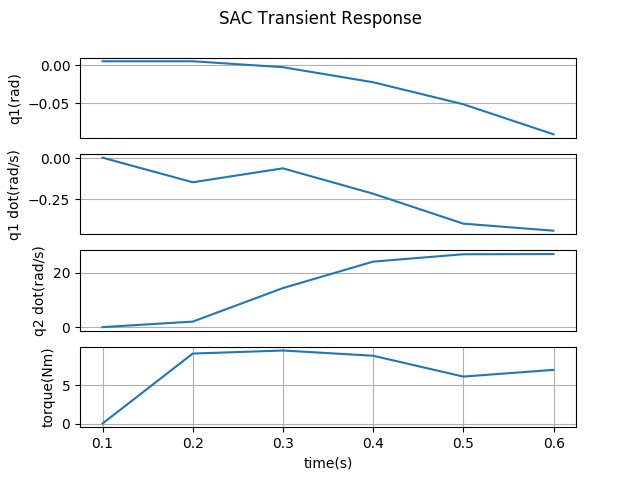 SAC Transient Response
q1(rad)
0.00
−0.05
q1 dot(rad/s)
0.00
−0.25
q2 dot(rad/s)
20
0
torque(Nm)
5
0
0.1 0.2 0.3 0.4 0.5 0.6
time(s)